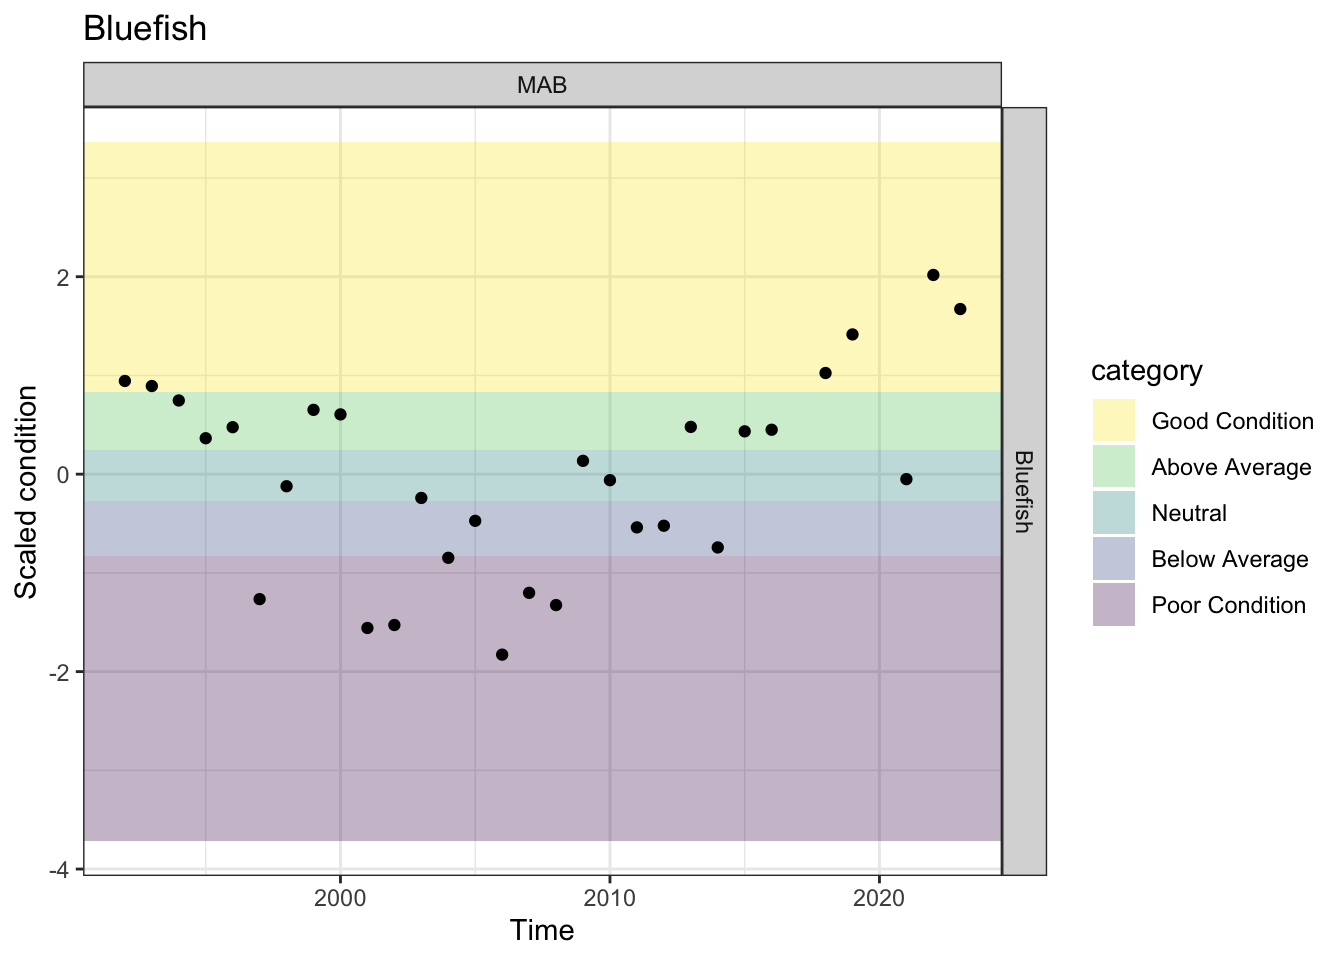 Bluefish
MAB
2
0
-2
-4
Scaled condition
Bluefish
2000
2010
2020
Time
category
Good Condition
Above Average
Neutral
Below Average
Poor Condition